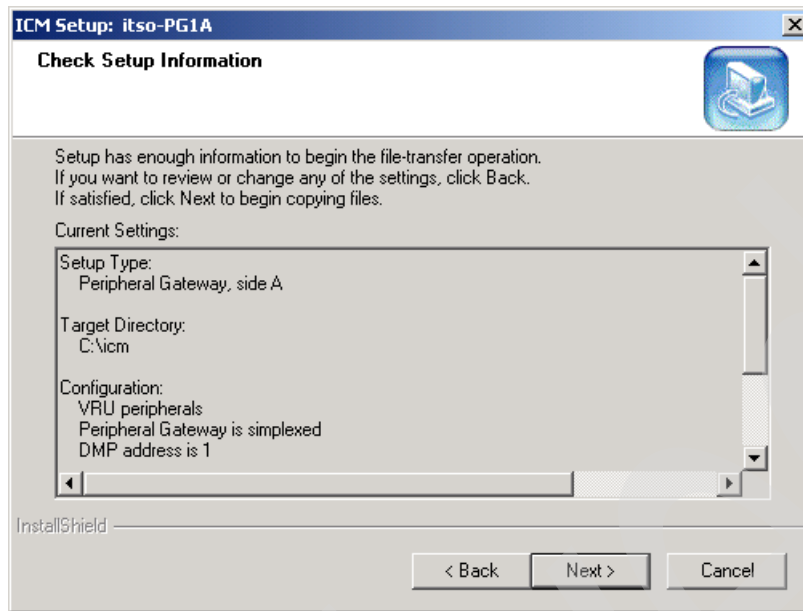 ICM Setup: itso-PG1A
Check Setup Information
Setup has enough information to begin the file-transfer operation.
If you want to review or change any of the settings, click Back.
If satisfied, click Next to begin copying files.
Current Settings:
Setup Type:
Peripheral Gateway, side A
Target Directory:
C:\icm
Configuration:
VRU peripherals
Peripheral Gateway is simplexed
DMP address is 1
InstallShield
< Back
Next >
Cancel